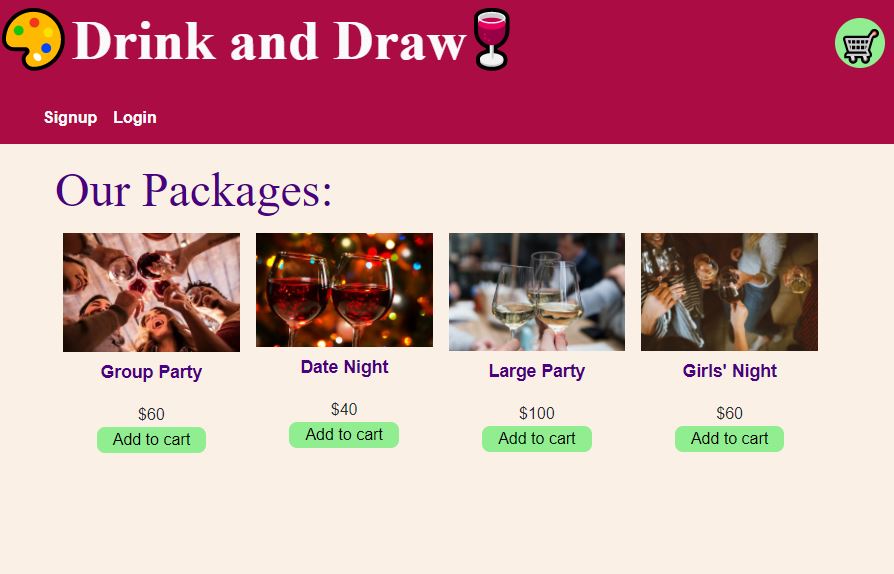 Drink and Draw
Signup Login
Our Packages:
Group Party
$60
Add to cart
Date Night
$40
Add to cart
Large Party
$100
Add to cart
Girls' Night
$60
Add to cart